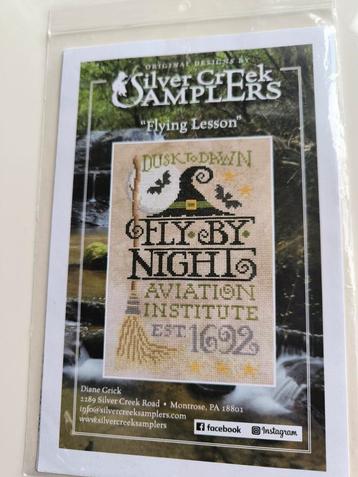 ORIGINAL DESIGNS BY
Silver Creek
SAMPLERS
"Flying Lesson"
DUSK TO DAWN
FLY·BY·
NIGHT
AVIATION
INSTITUTE
EST 1692
Diane Grick
2289 Silver Creek Road • Montrose, PA 18801
info@silvercreeksamplers.com
www.silvercreeksamplers
facebook
Instagram